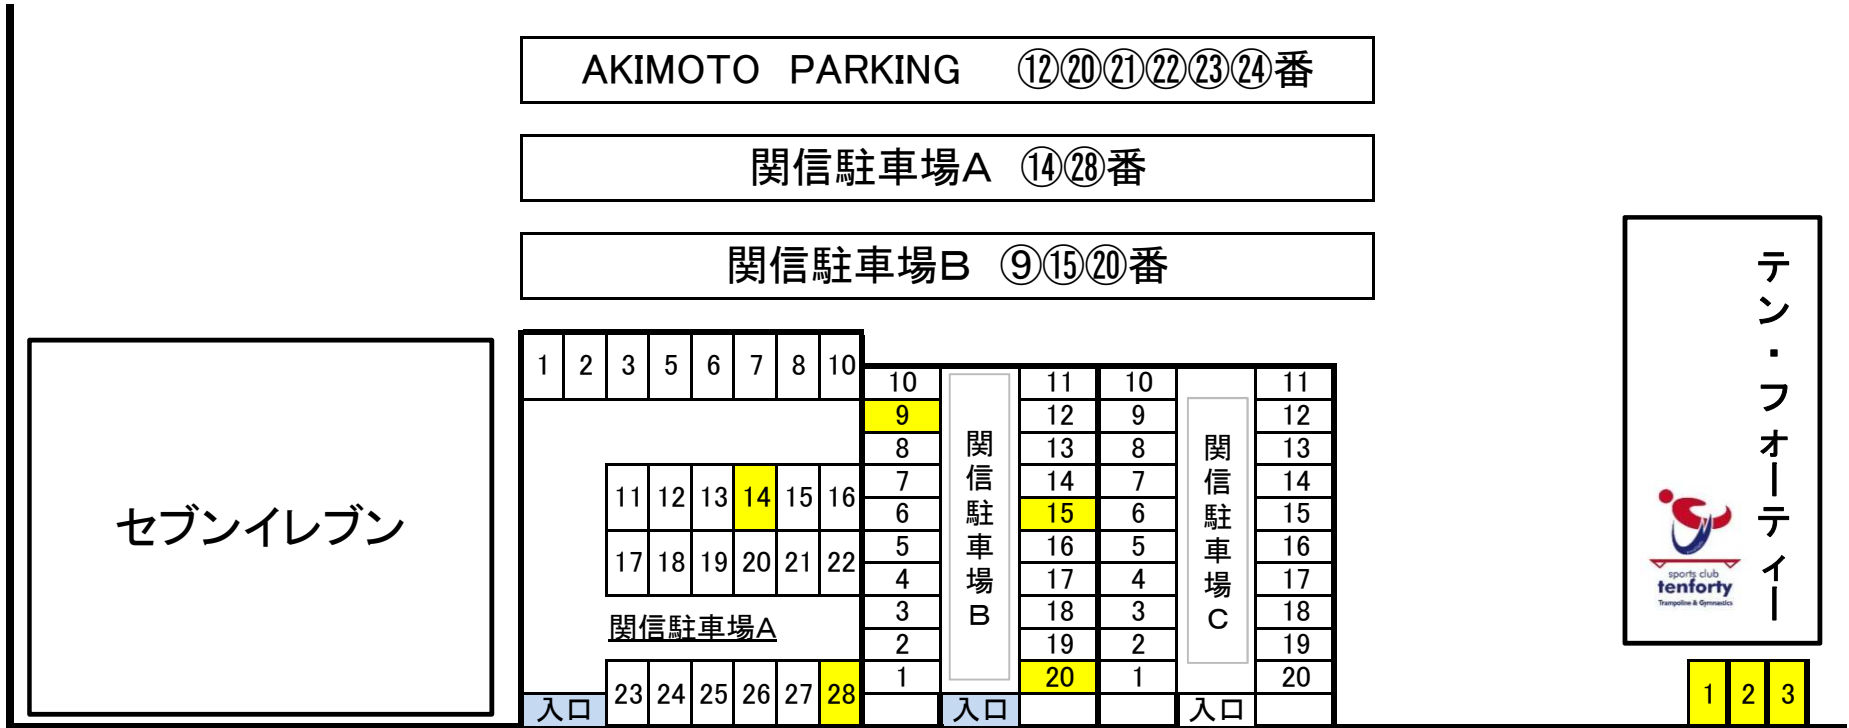 AKIMOTO PARKING ⑫⑳㉑㉒㉓㉔番
関信駐車場A ⑭㉘番
関信駐車場B ⑨⑮⑳番
セブンイレブン
1 2 3 5 6 7 8 10
11 12 13 14 15 16
17 18 19 20 21 22
関信駐車場A
23 24 25 26 27 28
入口
10
9
8
7
6
5
4
3
2
1
関信駐車場B
入口
11
12
13
14
15
16
17
18
19
20
10
9
8
7
6
5
4
3
2
1
関信駐車場C
入口
11
12
13
14
15
16
17
18
19
20
テン・フォーティー
sports club
tenforty
Trampoline & Gymnastics
1 2 3